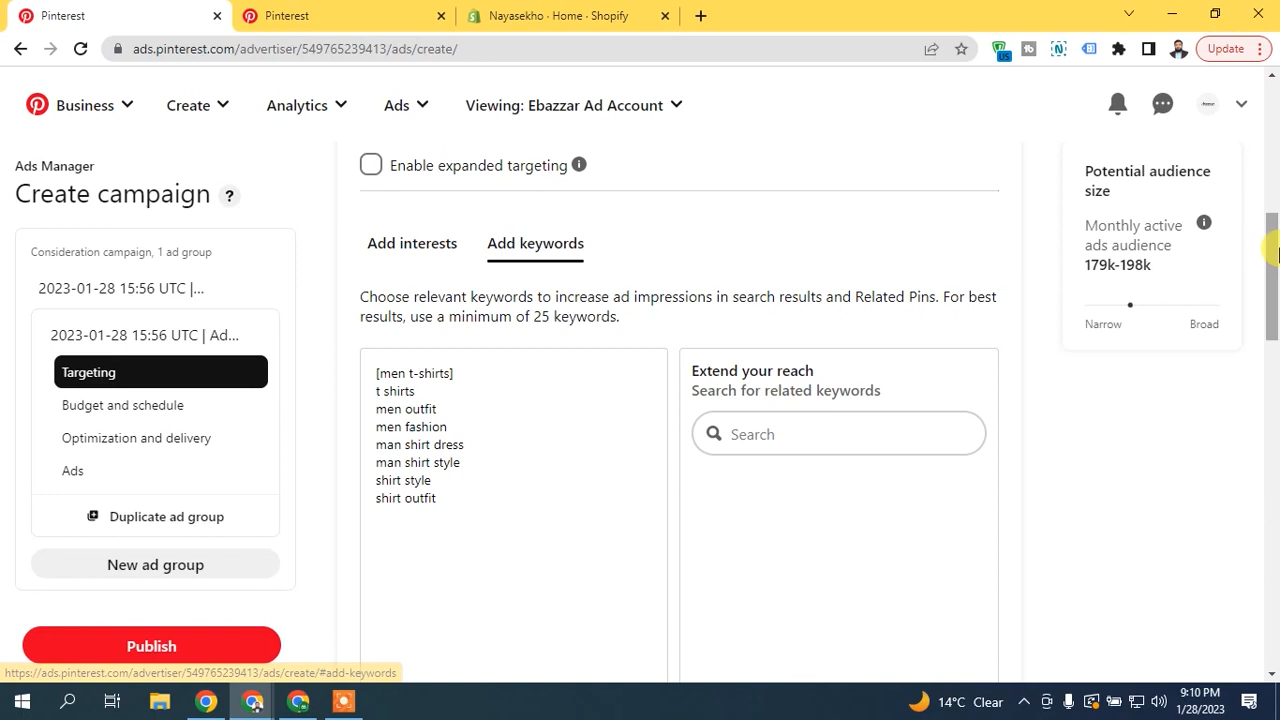 Pinterest
Pinterest
Nayasekho · Home · Shopify
ads.pinterest.com/advertiser/549765239413/ads/create/
US
Update
Business
Create
Analytics
Ads
Viewing: Ebazzar Ad Account
Ads Manager
Create campaign
?
Consideration campaign, 1 ad group
2023-01-28 15:56 UTC |...
2023-01-28 15:56 UTC | Ad...
Targeting
Budget and schedule
Optimization and delivery
Ads
Duplicate ad group
New ad group
Publish
https://ads.pinterest.com/advertiser/549765239413/ads/create/#add-keywords
Enable expanded targeting
Add interests
Add keywords
Choose relevant keywords to increase ad impressions in search results and Related Pins. For best
results, use a minimum of 25 keywords.
[men t-shirts]
t shirts
men outfit
men fashion
man shirt dress
man shirt style
shirt style
shirt outfit
Extend your reach
Search for related keywords
Search
Potential audience
size
Monthly active
ads audience
179k-198k
Narrow
Broad
14°C Clear
9:10 PM
1/28/2023